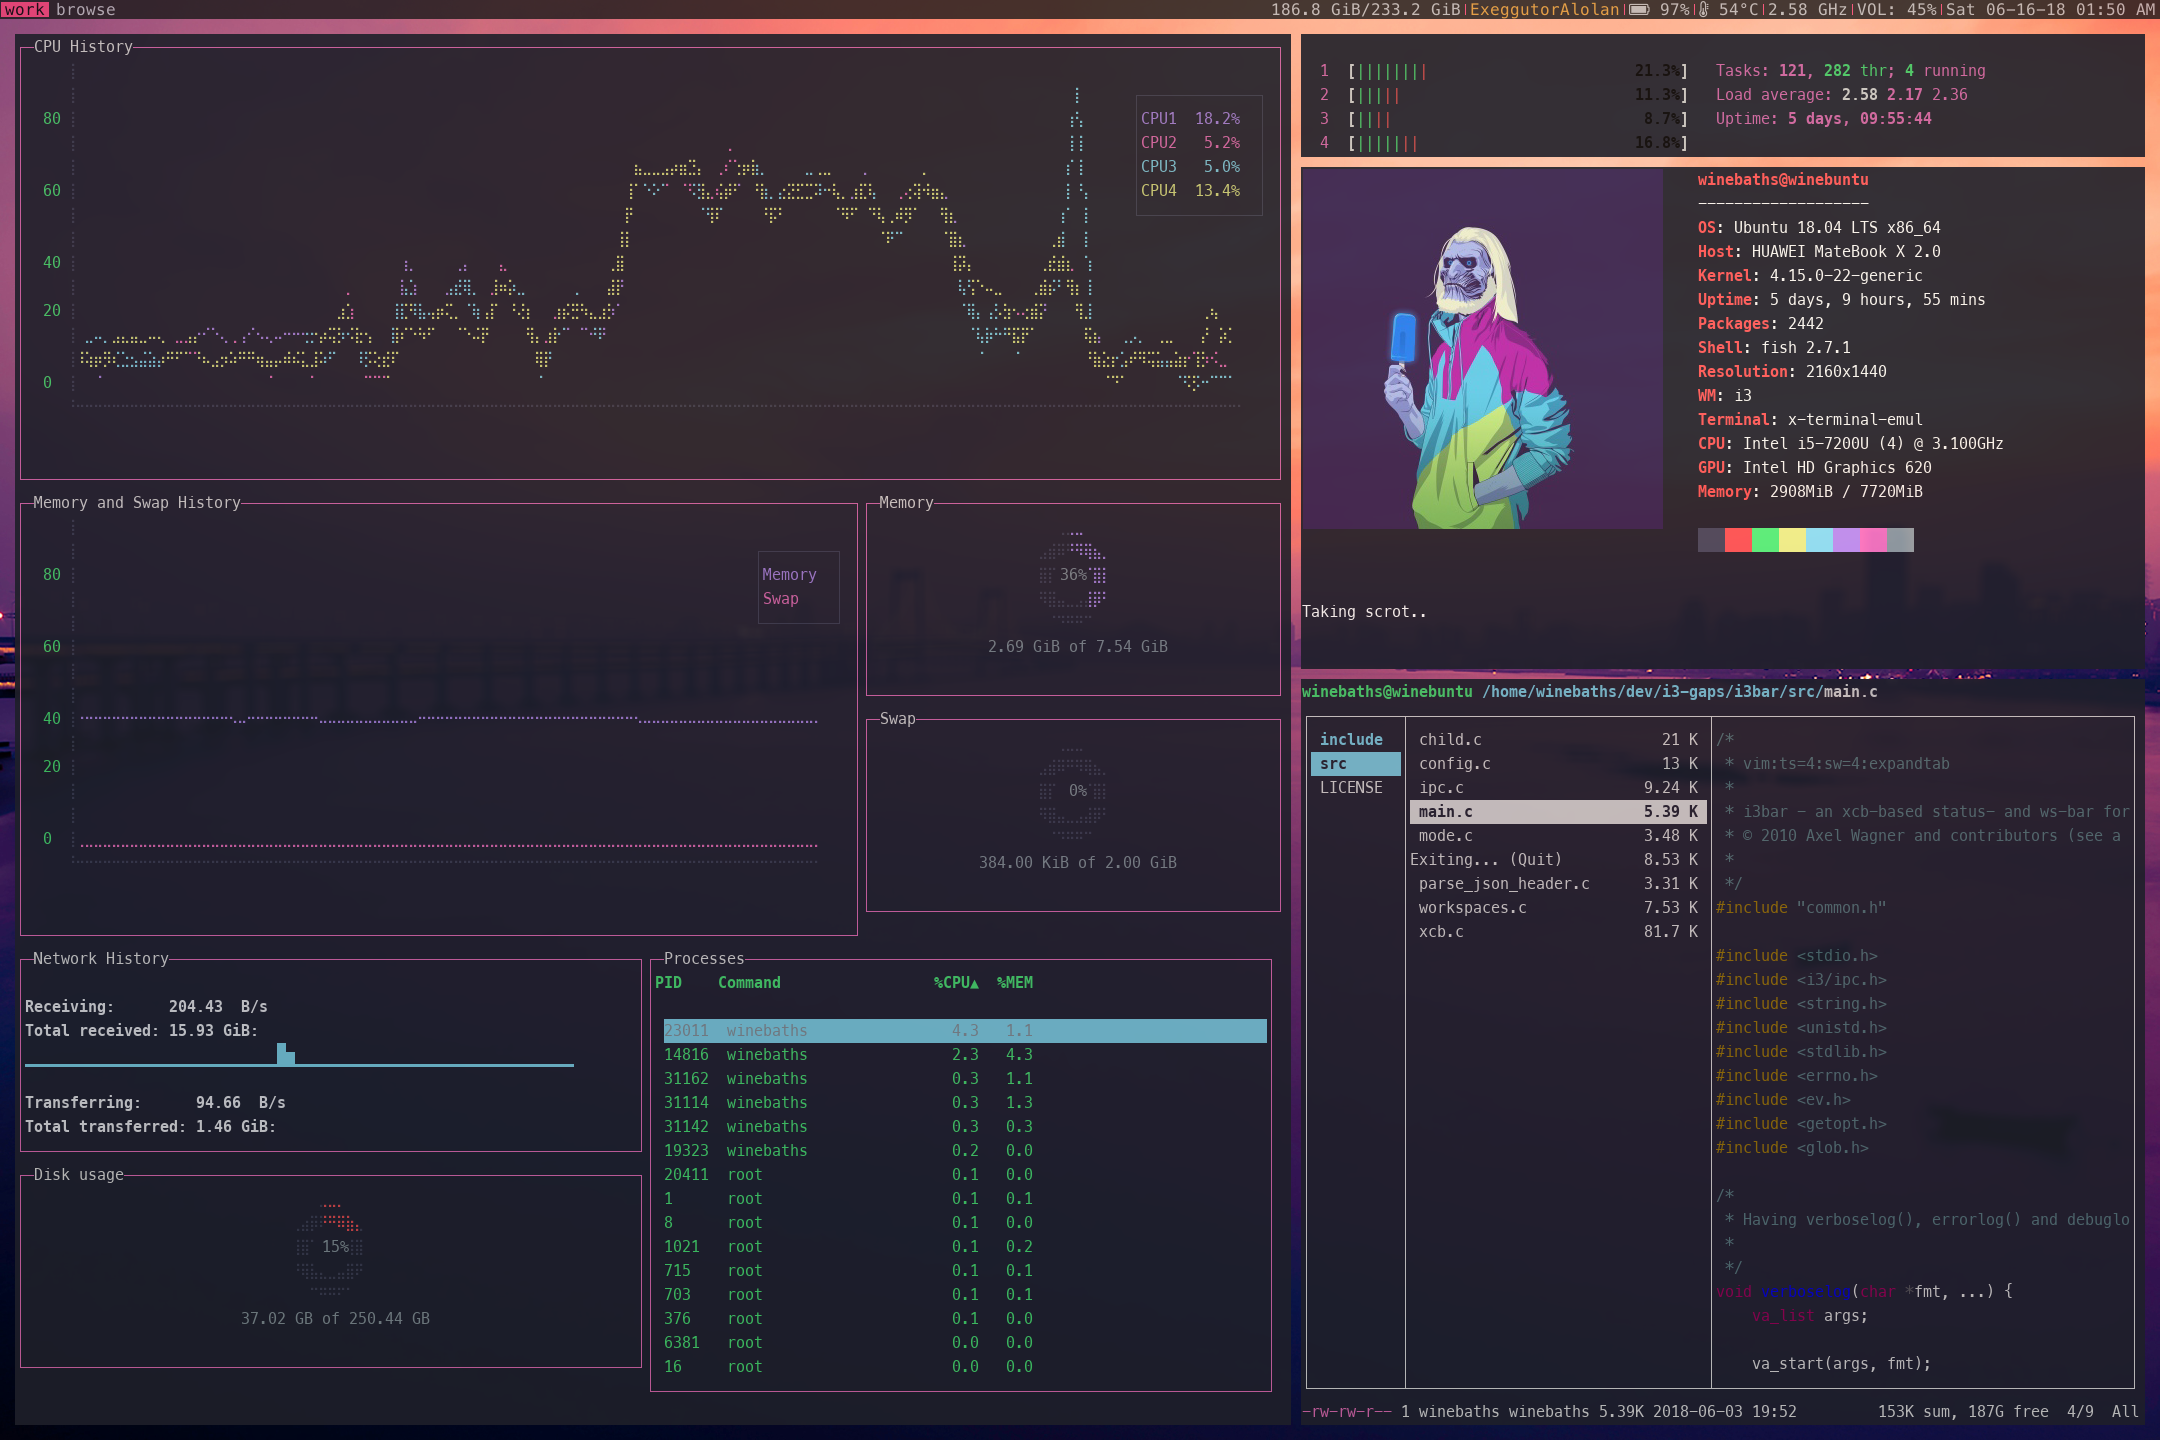 work browse
186.8 GiB/233.2 GiB|ExeggutorAlolan| 97%| 54°C|2.58 GHz|VOL: 45%|Sat 06-16-18 01:50 AM
CPU History
80
60
40
20
0
CPU1 18.2%
CPU2 5.2%
CPU3 5.0%
CPU4 13.4%
Memory and Swap History
80
60
40
20
0
Memory
Swap
Memory
36%
2.69 GiB of 7.54 GiB
Swap
0%
384.00 KiB of 2.00 GiB
Network History
Receiving: 204.43 B/s
Total received: 15.93 GiB:
Transferring: 94.66 B/s
Total transferred: 1.46 GiB:
Disk usage
15%
37.02 GB of 250.44 GB
Processes
PID Command %CPU▲ %MEM
23011 winebaths 4.3 1.1
14816 winebaths 2.3 4.3
31162 winebaths 0.3 1.1
31114 winebaths 0.3 1.3
31142 winebaths 0.3 0.3
19323 winebaths 0.2 0.0
20411 root 0.1 0.0
1 root 0.1 0.1
8 root 0.1 0.0
1021 root 0.1 0.2
715 root 0.1 0.1
703 root 0.1 0.1
376 root 0.1 0.0
6381 root 0.0 0.0
16 root 0.0 0.0
1 [|||||||| 21.3%] Tasks: 121, 282 thr; 4 running
2 [||||| 11.3%] Load average: 2.58 2.17 2.36
3 [|||| 8.7%] Uptime: 5 days, 09:55:44
4 [||||||| 16.8%]
winebaths@winebuntu
-------------------
OS: Ubuntu 18.04 LTS x86_64
Host: HUAWEI MateBook X 2.0
Kernel: 4.15.0-22-generic
Uptime: 5 days, 9 hours, 55 mins
Packages: 2442
Shell: fish 2.7.1
Resolution: 2160x1440
WM: i3
Terminal: x-terminal-emul
CPU: Intel i5-7200U (4) @ 3.100GHz
GPU: Intel HD Graphics 620
Memory: 2908MiB / 7720MiB
Taking scrot..
winebaths@winebuntu /home/winebaths/dev/i3-gaps/i3bar/src/main.c
include
src
LICENSE
child.c 21 K
config.c 13 K
ipc.c 9.24 K
main.c 5.39 K
mode.c 3.48 K
Exiting... (Quit) 8.53 K
parse_json_header.c 3.31 K
workspaces.c 7.53 K
xcb.c 81.7 K
/*
* vim:ts=4:sw=4:expandtab
*
* i3bar - an xcb-based status- and ws-bar for
* © 2010 Axel Wagner and contributors (see a
*
*/
#include "common.h"
#include <stdio.h>
#include <i3/ipc.h>
#include <string.h>
#include <unistd.h>
#include <stdlib.h>
#include <errno.h>
#include <ev.h>
#include <getopt.h>
#include <glob.h>
/*
* Having verboselog(), errorlog() and debuglo
*
*/
void verboselog(char *fmt, ...) {
va_list args;
va_start(args, fmt);
-rw-rw-r-- 1 winebaths winebaths 5.39K 2018-06-03 19:52 153K sum, 187G free 4/9 All